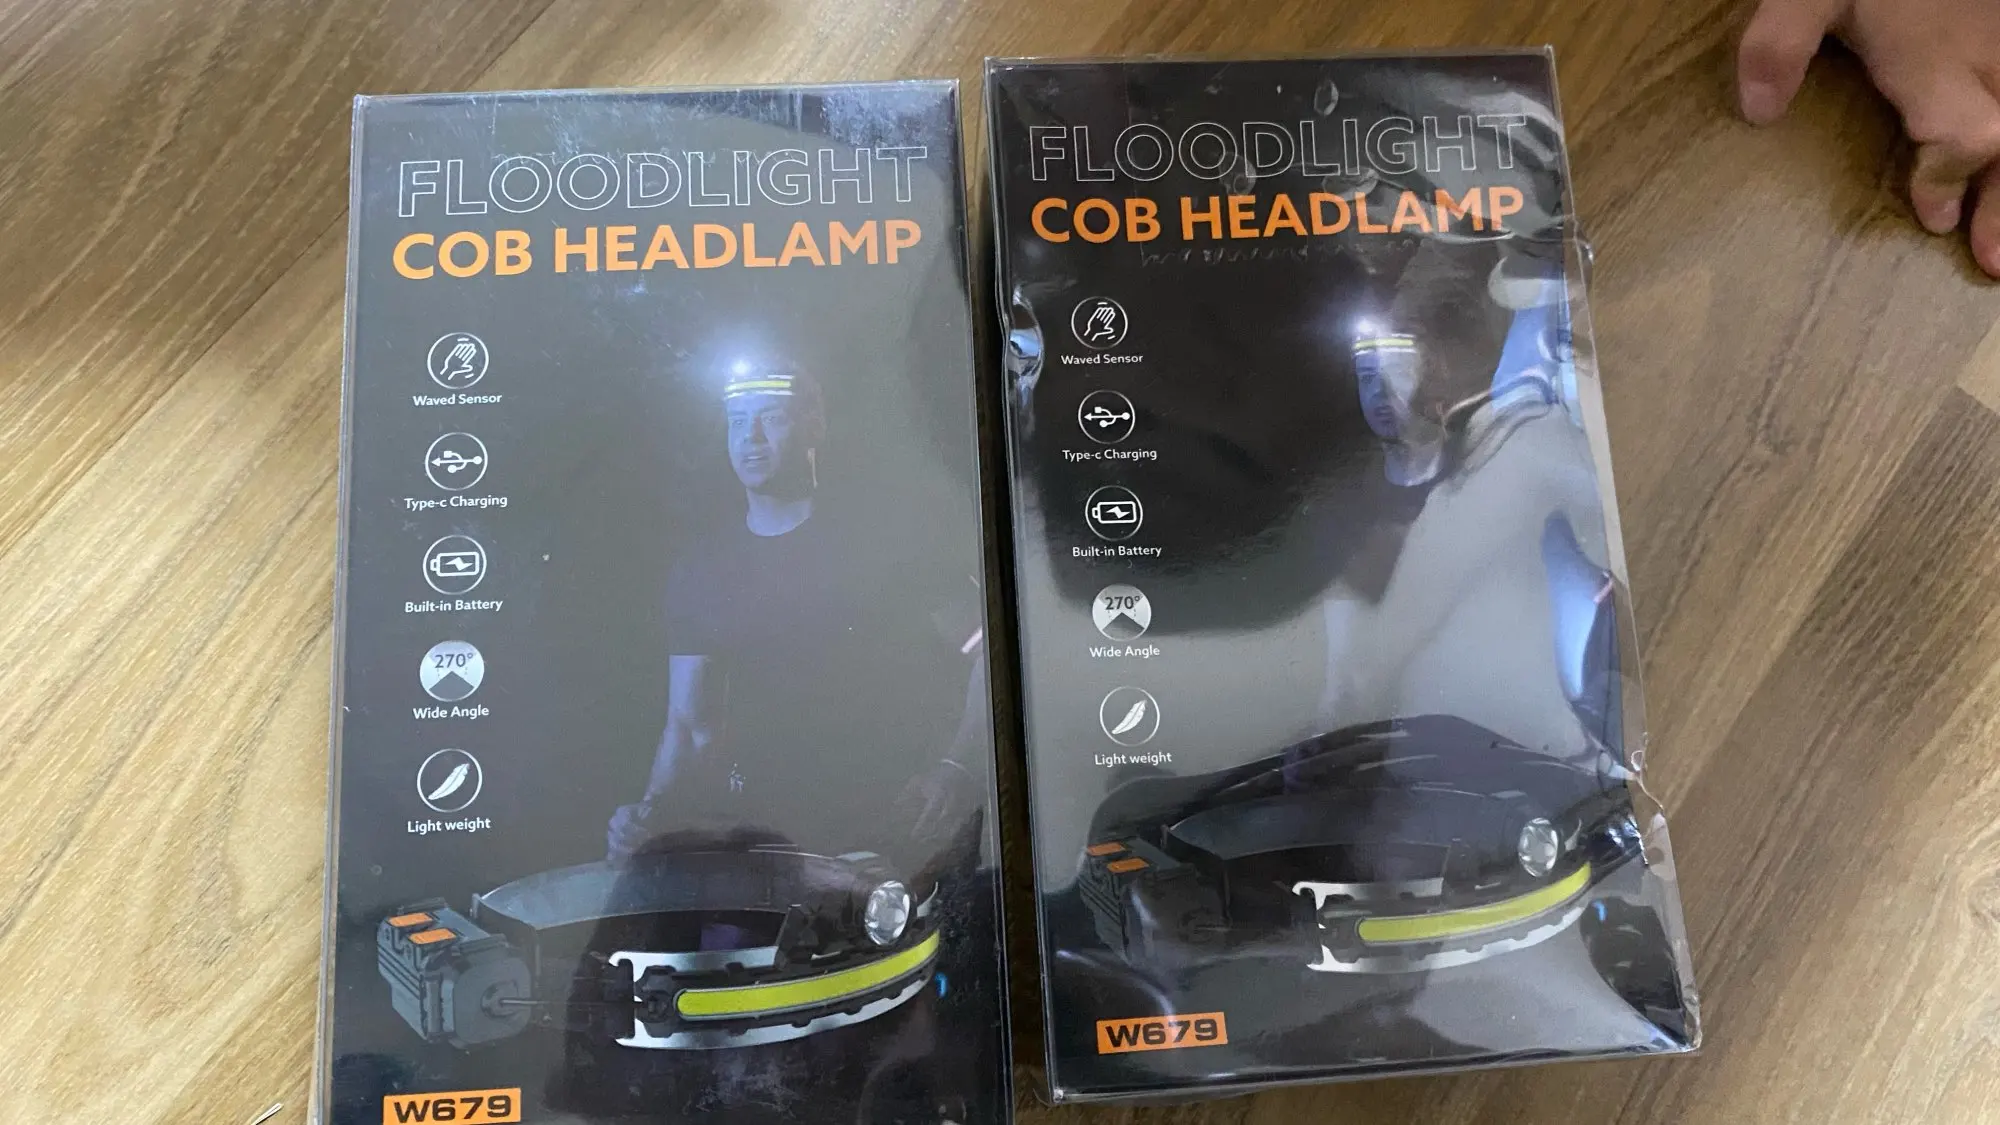 FLOODLIGHT
COB HEADLAMP
Waved Sensor
Type-c Charging
Built-in Battery
270°
Wide Angle
Light weight
W679
FLOODLIGHT
COB HEADLAMP
Waved Sensor
Type-c Charging
Built-in Battery
270°
Wide Angle
Light weight
W679